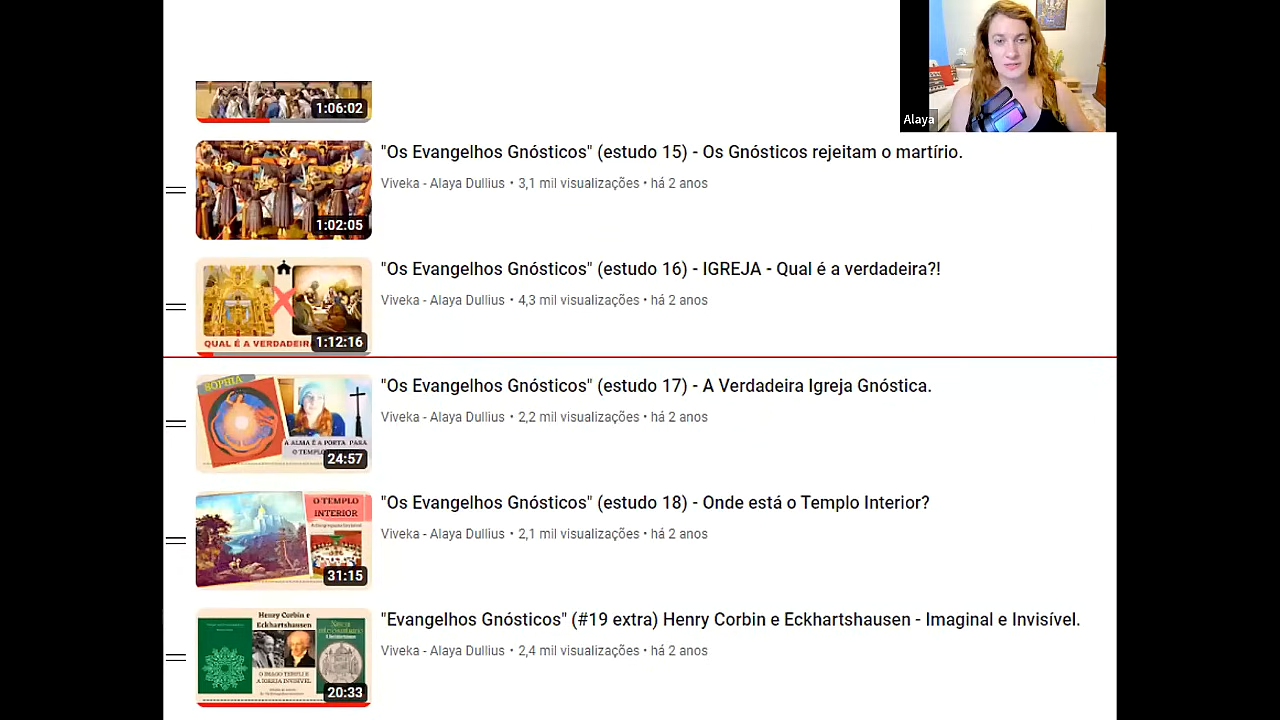 Alaya
1:06:02
"Os Evangelhos Gnósticos" (estudo 15) - Os Gnósticos rejeitam o martírio.
Viveka - Alaya Dullius • 3,1 mil visualizações • há 2 anos
1:02:05
"Os Evangelhos Gnósticos" (estudo 16) - IGREJA - Qual é a verdadeira?!
Viveka - Alaya Dullius • 4,3 mil visualizações • há 2 anos
QUAL É A VERDADEIR
1:12:16
"Os Evangelhos Gnósticos" (estudo 17) - A Verdadeira Igreja Gnóstica.
Viveka - Alaya Dullius • 2,2 mil visualizações • há 2 anos
SOPHIA
A ALMA É A PORTA PARA
O TEMPLO
24:57
"Os Evangelhos Gnósticos" (estudo 18) - Onde está o Templo Interior?
Viveka - Alaya Dullius • 2,1 mil visualizações • há 2 anos
O TEMPLO
INTERIOR
31:15
"Evangelhos Gnósticos" (#19 extra) Henry Corbin e Eckhartshausen - Imaginal e Invisível.
Viveka - Alaya Dullius • 2,4 mil visualizações • há 2 anos
Henry Corbin e
Eckhartshausen
O IMAGO TEMPLI E
A IGREJA INVISÍVEL
20:33